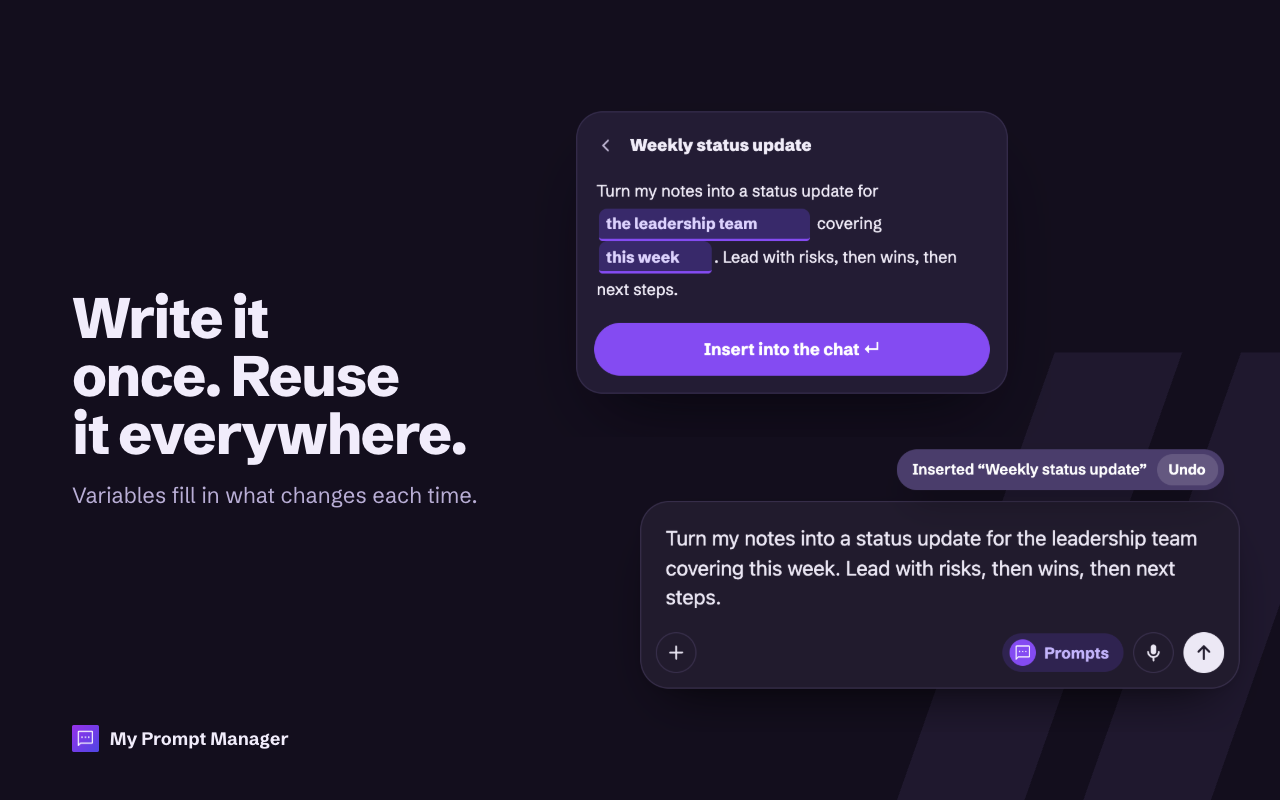 Write it
once. Reuse
it everywhere.
Variables fill in what changes each time.
My Prompt Manager
Weekly status update
Turn my notes into a status update for
the leadership team covering
this week . Lead with risks, then wins, then
next steps.
Insert into the chat ↵
Inserted “Weekly status update” Undo
Turn my notes into a status update for the leadership team
covering this week. Lead with risks, then wins, then next
steps.
Prompts